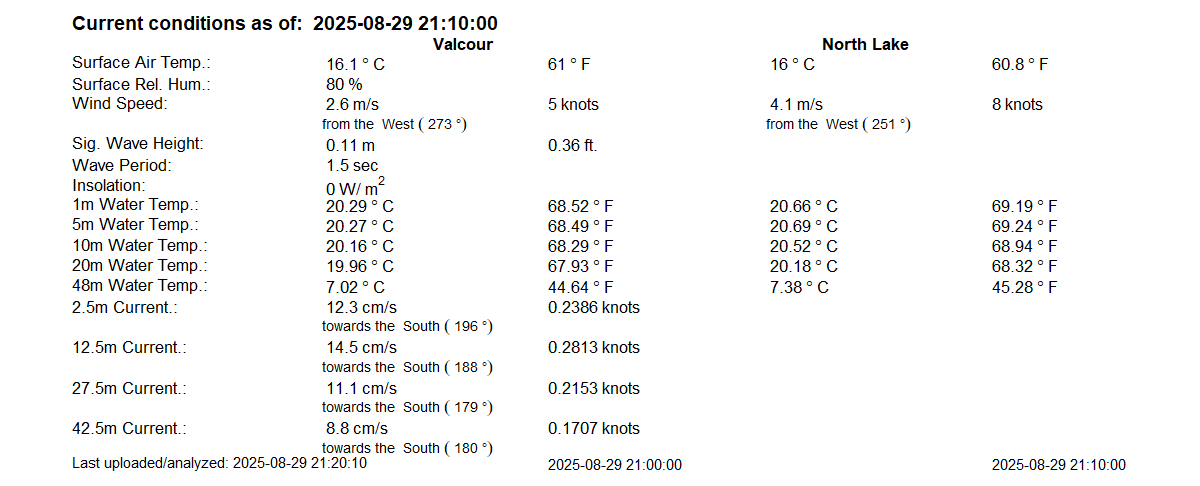 Current conditions as of: 2025-08-29 21:10:00
Valcour North Lake
Surface Air Temp.: 16.1 ° C 61 ° F 16 ° C 60.8 ° F
Surface Rel. Hum.: 80 %
Wind Speed: 2.6 m/s 5 knots 4.1 m/s 8 knots
from the West ( 273 °) from the West ( 251 °)
Sig. Wave Height: 0.11 m 0.36 ft.
Wave Period: 1.5 sec
Insolation: 0 W/ m2
1m Water Temp.: 20.29 ° C 68.52 ° F 20.66 ° C 69.19 ° F
5m Water Temp.: 20.27 ° C 68.49 ° F 20.69 ° C 69.24 ° F
10m Water Temp.: 20.16 ° C 68.29 ° F 20.52 ° C 68.94 ° F
20m Water Temp.: 19.96 ° C 67.93 ° F 20.18 ° C 68.32 ° F
48m Water Temp.: 7.02 ° C 44.64 ° F 7.38 ° C 45.28 ° F
2.5m Current.: 12.3 cm/s 0.2386 knots
towards the South ( 196 °)
12.5m Current.: 14.5 cm/s 0.2813 knots
towards the South ( 188 °)
27.5m Current.: 11.1 cm/s 0.2153 knots
towards the South ( 179 °)
42.5m Current.: 8.8 cm/s 0.1707 knots
towards the South ( 180 °)
Last uploaded/analyzed: 2025-08-29 21:20:10 2025-08-29 21:00:00 2025-08-29 21:10:00